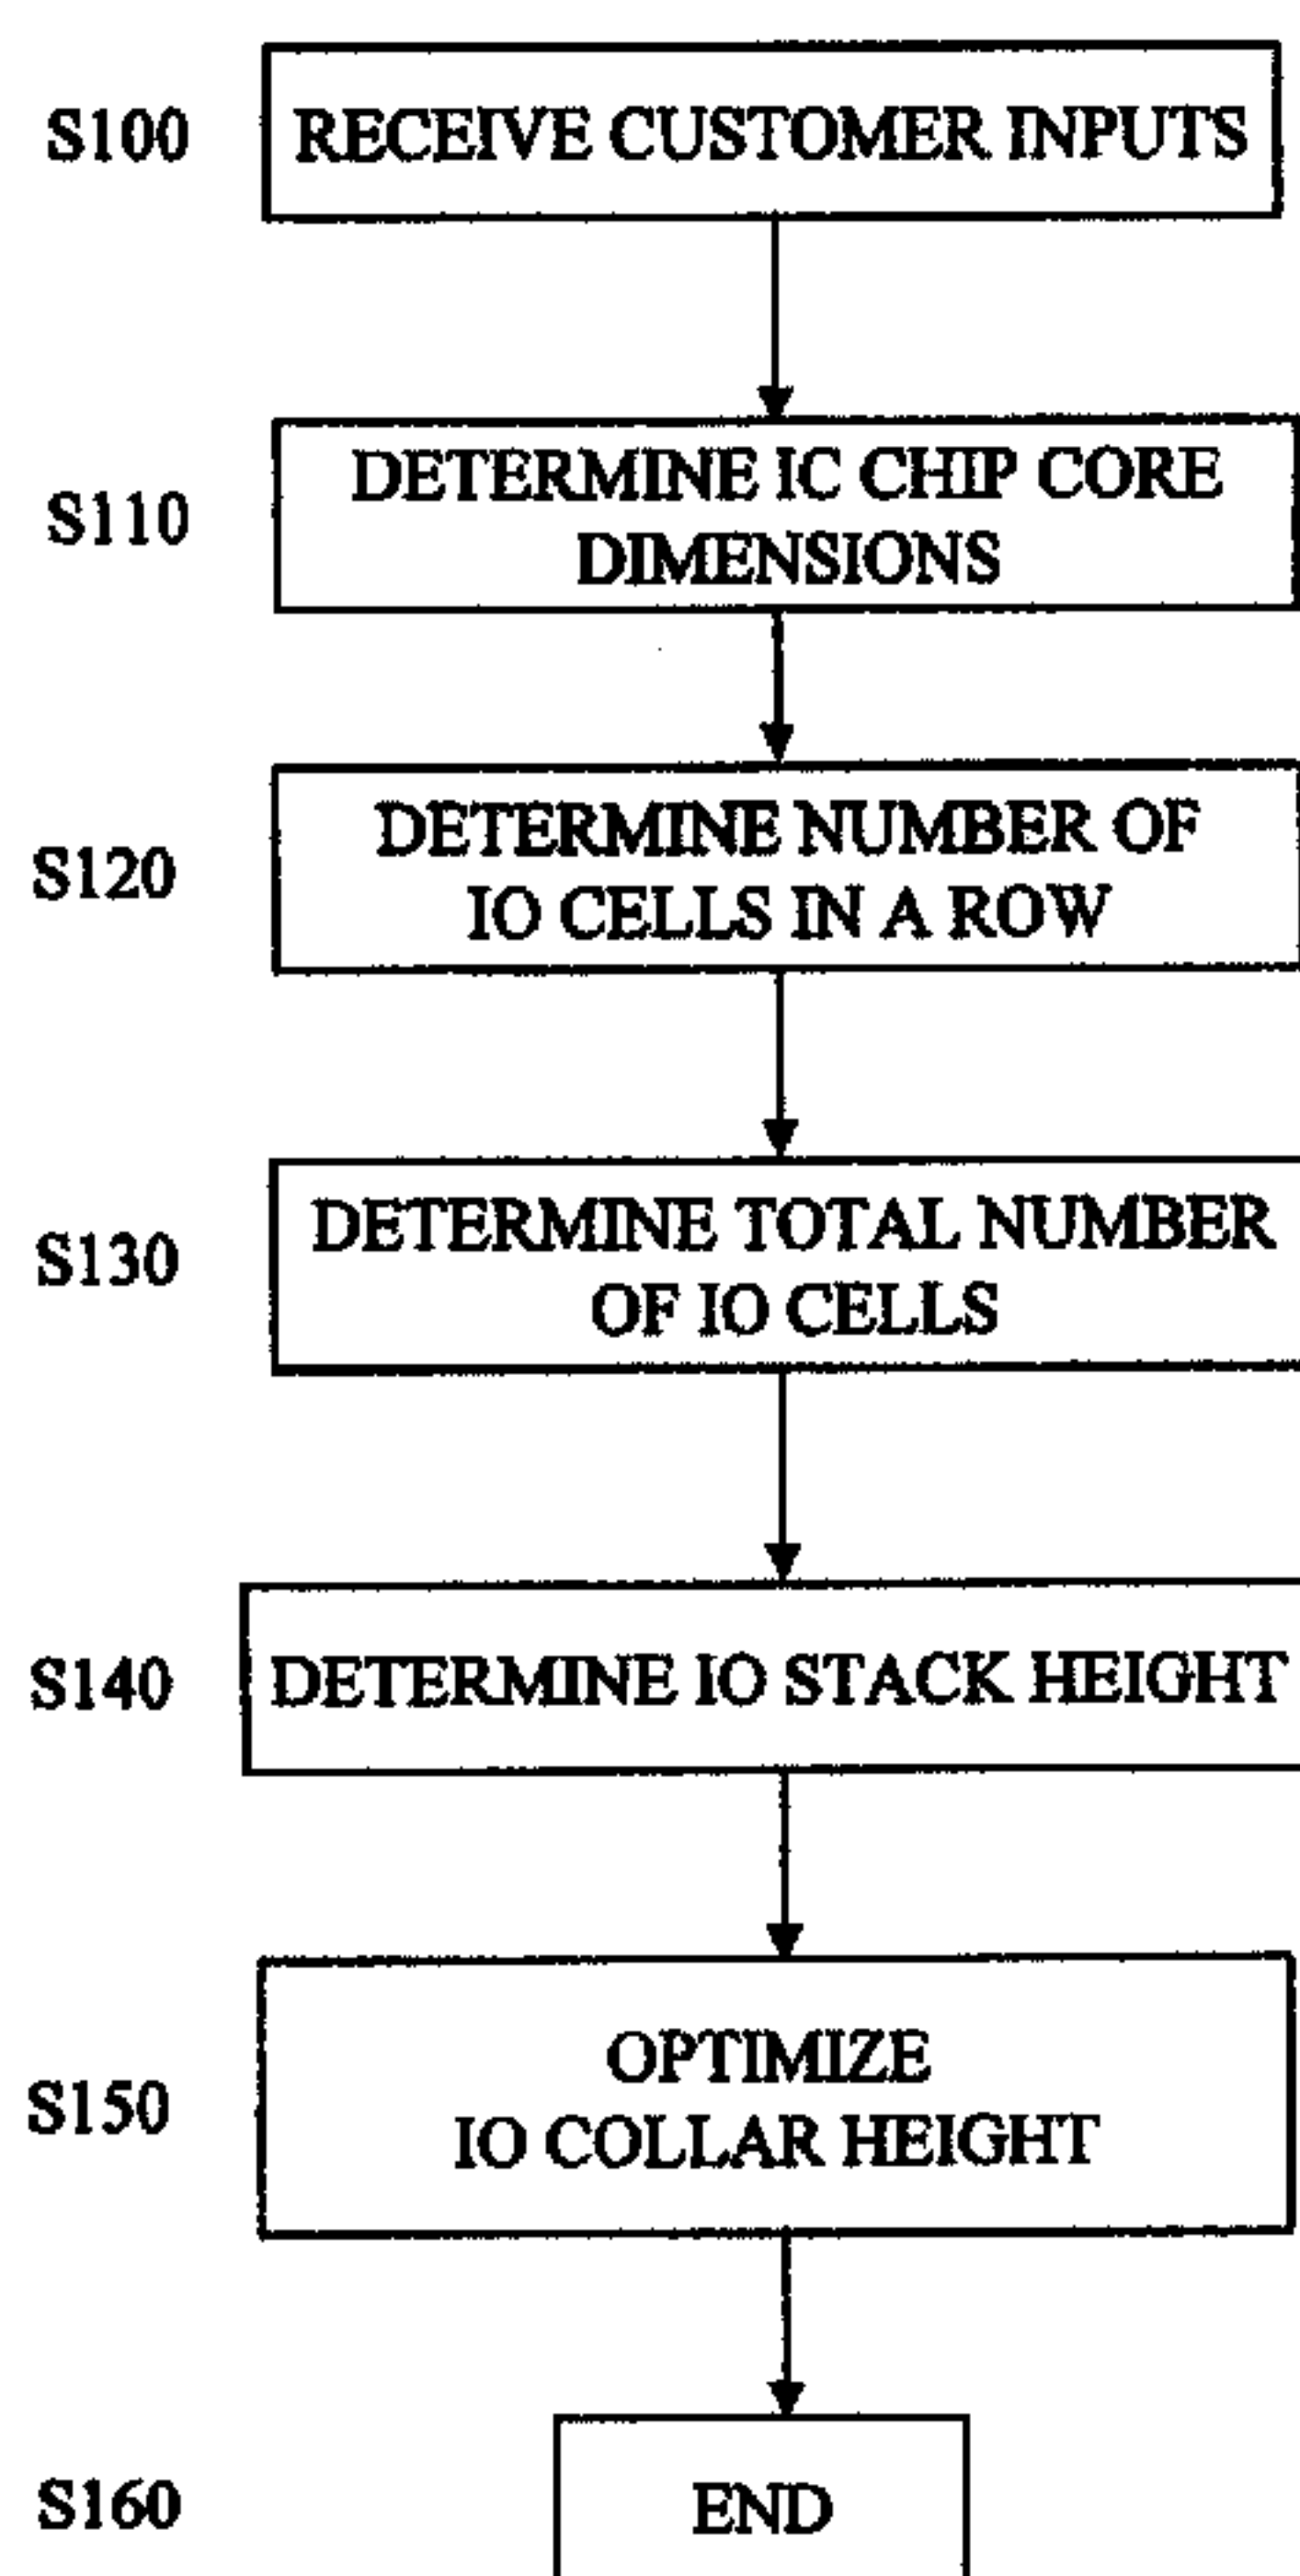 S100
RECEIVE CUSTOMER INPUTS
S110
DETERMINE IC CHIP CORE
DIMENSIONS
S120
DETERMINE NUMBER OF
IO CELLS IN A ROW
S130
DETERMINE TOTAL NUMBER
OF IO CELLS
S140
DETERMINE IO STACK HEIGHT
S150
OPTIMIZE
IO COLLAR HEIGHT
S160
END